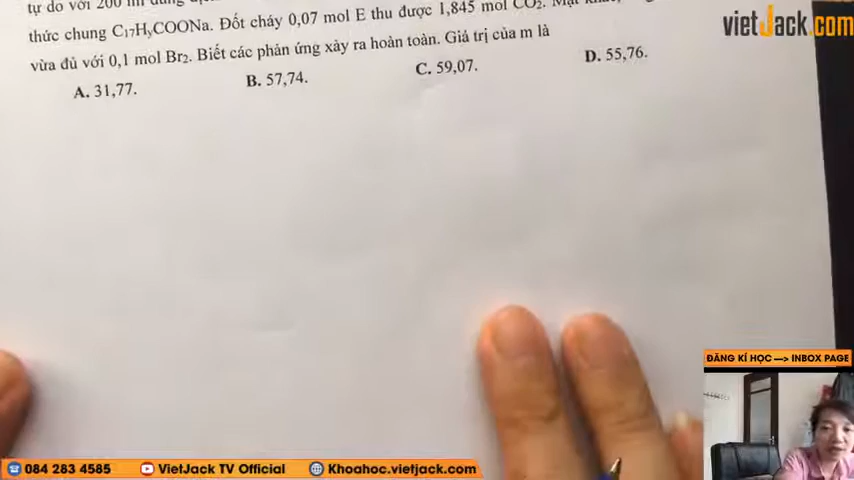 tự do với 200 ml dung
thức chung C₁₇HᵧCOONa. Đốt cháy 0,07 mol E thu được 1,845 mol CO₂. Mặt
vừa đủ với 0,1 mol Br₂. Biết các phản ứng xảy ra hoàn toàn. Giá trị của m là
A. 31,77. B. 57,74. C. 59,07. D. 55,76.
vietJack.com
ĐĂNG KÍ HỌC —> INBOX PAGE
084 283 4585 VietJack TV Official Khoahoc.vietjack.com